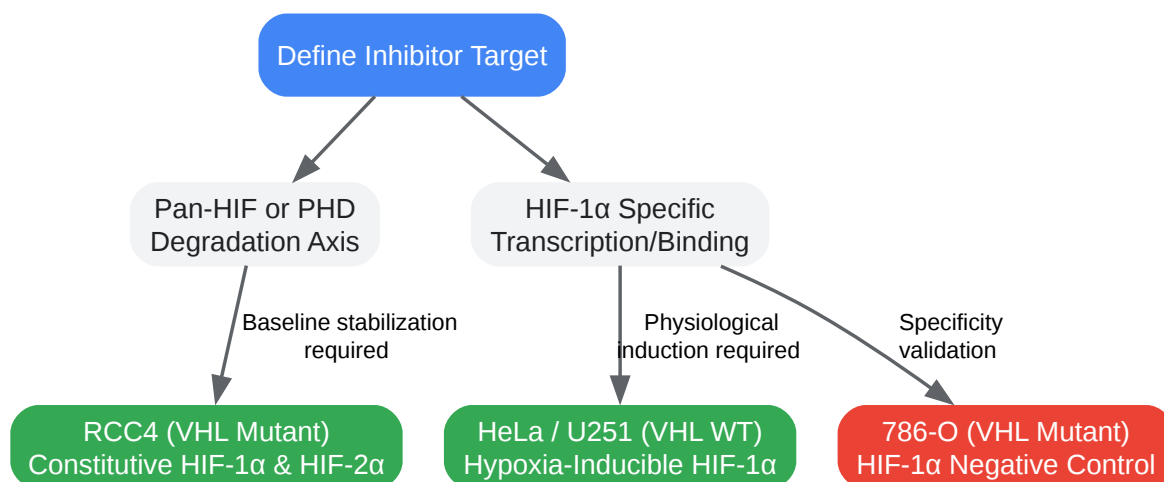 Define Inhibitor Target
Pan-HIF or PHD
Degradation Axis
HIF-1α Specific
Transcription/Binding
Baseline stabilization
required
Physiological
induction required
Specificity
validation
RCC4 (VHL Mutant)
Constitutive HIF-1α & HIF-2α
HeLa / U251 (VHL WT)
Hypoxia-Inducible HIF-1α
786-O (VHL Mutant)
HIF-1α Negative Control